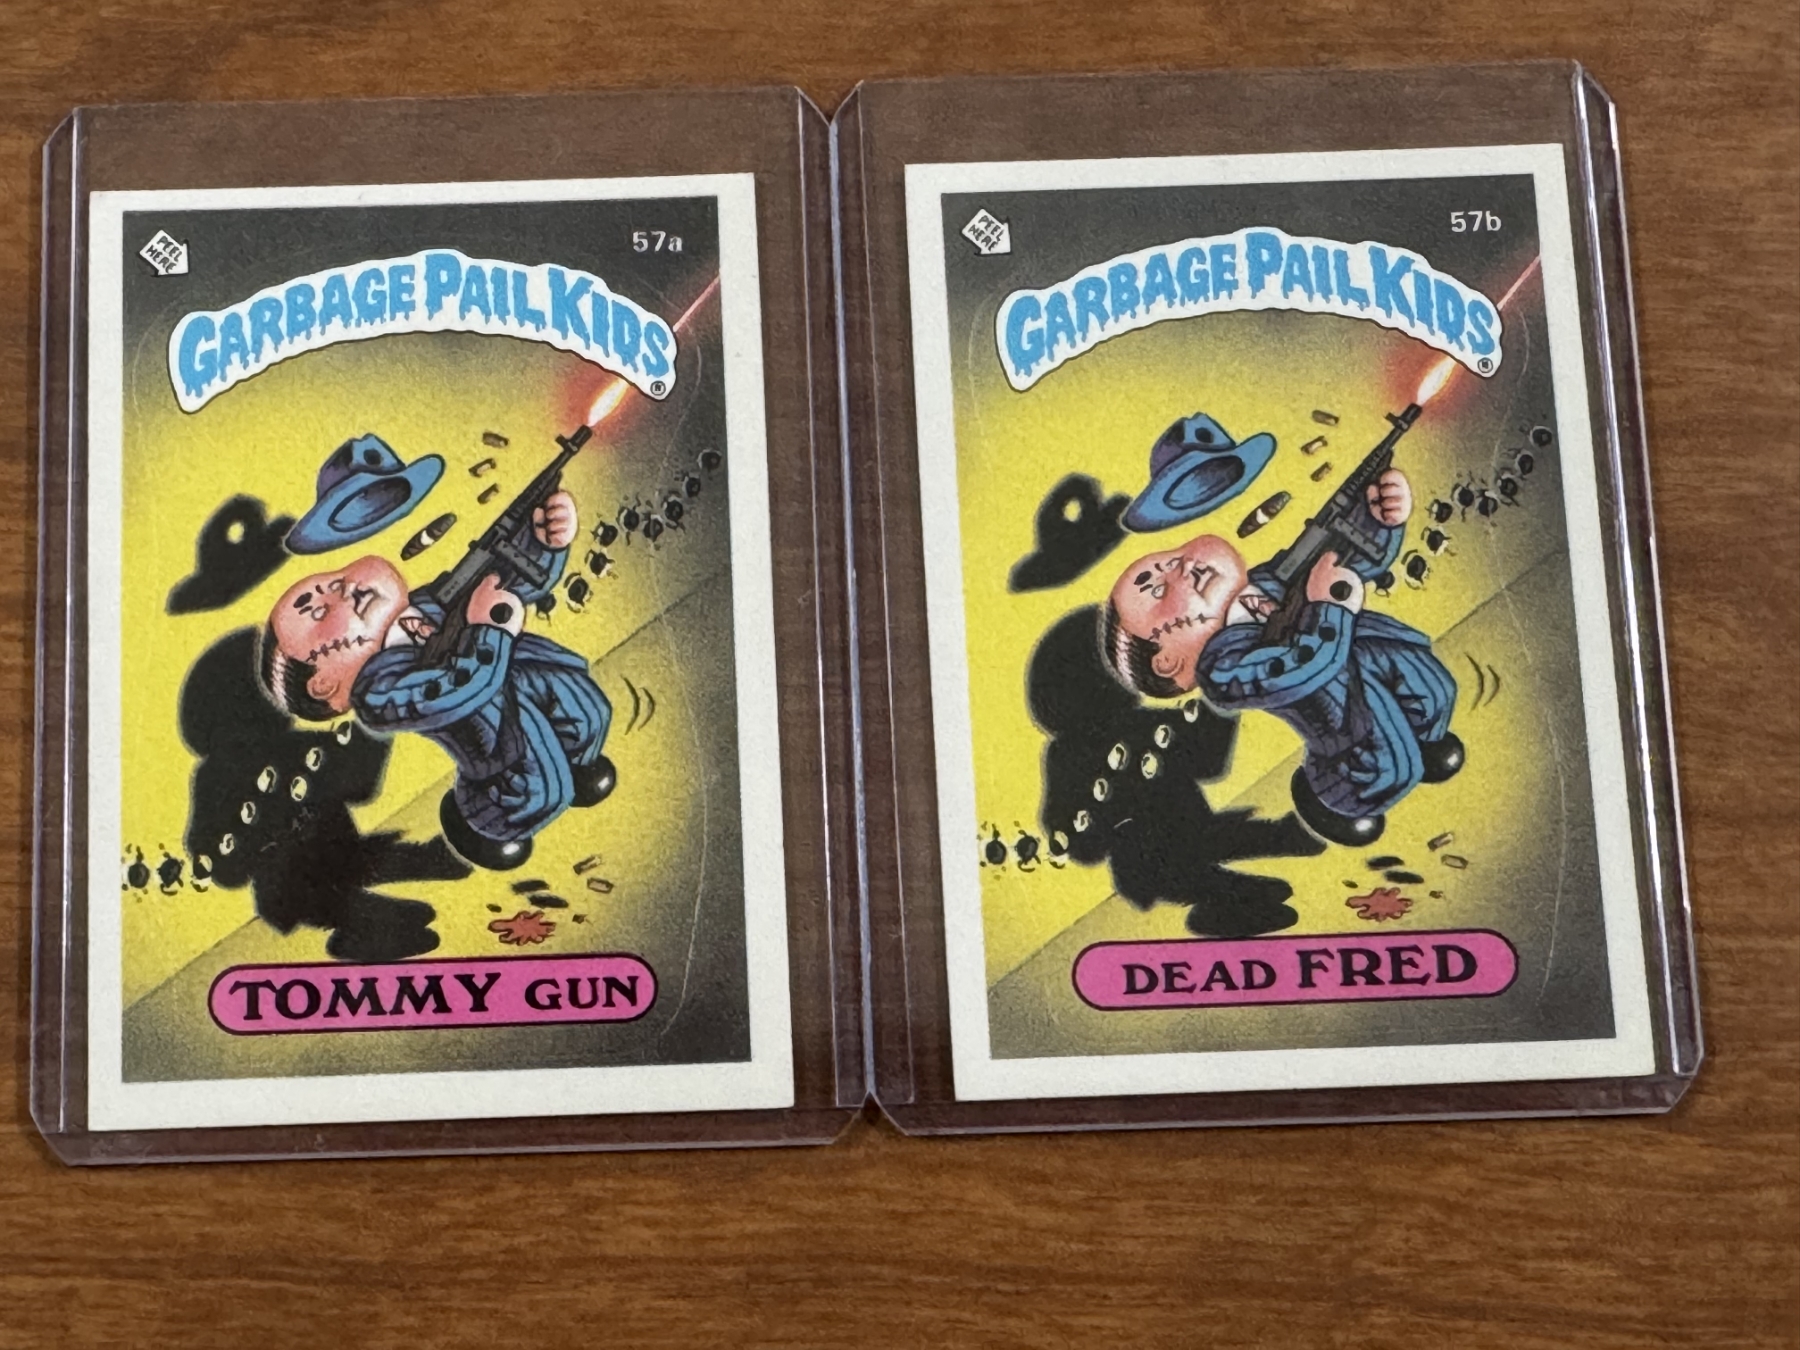 PEEL
HERE
57a
GARBAGE PAIL KIDS
®
TOMMY GUN
PEEL
HERE
57b
GARBAGE PAIL KIDS
®
DEAD FRED